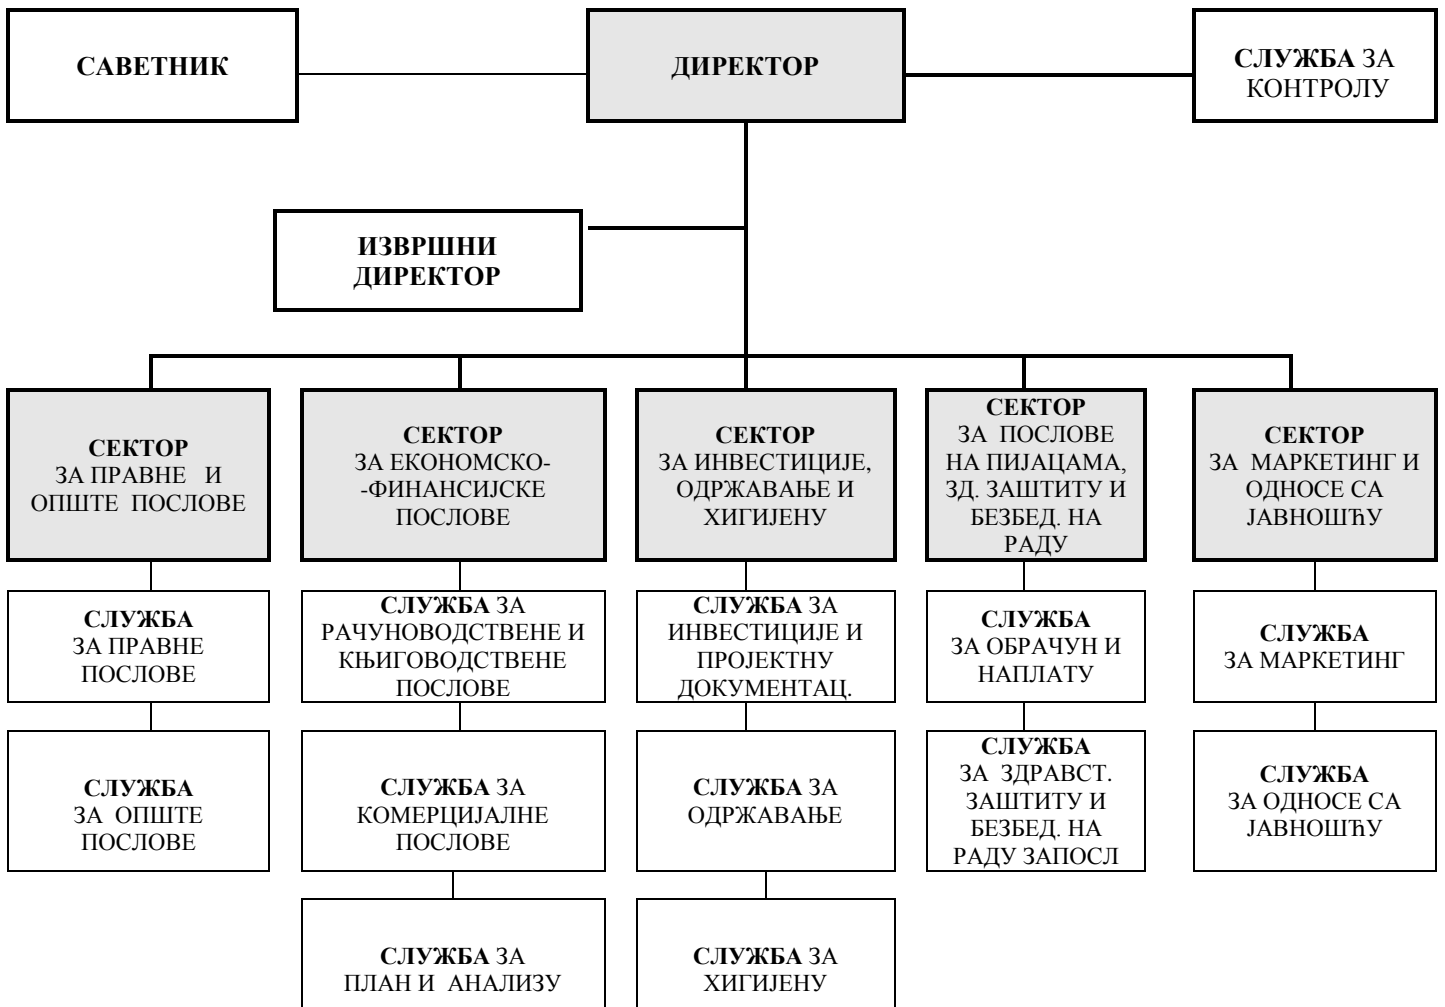 САВЕТНИК
ДИРЕКТОР
СЛУЖБА ЗА
КОНТРОЛУ
ИЗВРШНИ
ДИРЕКТОР
СЕКТОР
ЗА ПРАВНЕ И
ОПШТЕ ПОСЛОВЕ
СЕКТОР
ЗА ЕКОНОМСКО-
-ФИНАНСИЈСКЕ
ПОСЛОВЕ
СЕКТОР
ЗА ИНВЕСТИЦИЈЕ,
ОДРЖАВАЊЕ И
ХИГИЈЕНУ
СЕКТОР
ЗА ПОСЛОВЕ
НА ПИЈАЦАМА,
ЗД. ЗАШТИТУ И
БЕЗБЕД. НА
РАДУ
СЕКТОР
ЗА МАРКЕТИНГ И
ОДНОСЕ СА
ЈАВНОШЋУ
СЛУЖБА
ЗА ПРАВНЕ
ПОСЛОВЕ
СЛУЖБА ЗА
РАЧУНОВОДСТВЕНЕ И
КЊИГОВОДСТВЕНЕ
ПОСЛОВЕ
СЛУЖБА ЗА
ИНВЕСТИЦИЈЕ И
ПРОЈЕКТНУ
ДОКУМЕНТАЦ.
СЛУЖБА
ЗА ОБРАЧУН И
НАПЛАТУ
СЛУЖБА
ЗА МАРКЕТИНГ
СЛУЖБА
ЗА ОПШТЕ
ПОСЛОВЕ
СЛУЖБА ЗА
КОМЕРЦИЈАЛНЕ
ПОСЛОВЕ
СЛУЖБА ЗА
ОДРЖАВАЊЕ
СЛУЖБА
ЗА ЗДРАВСТ.
ЗАШТИТУ И
БЕЗБЕД. НА
РАДУ ЗАПОСЛ
СЛУЖБА
ЗА ОДНОСЕ СА
ЈАВНОШЋУ
СЛУЖБА ЗА
ПЛАН И АНАЛИЗУ
СЛУЖБА ЗА
ХИГИЈЕНУ